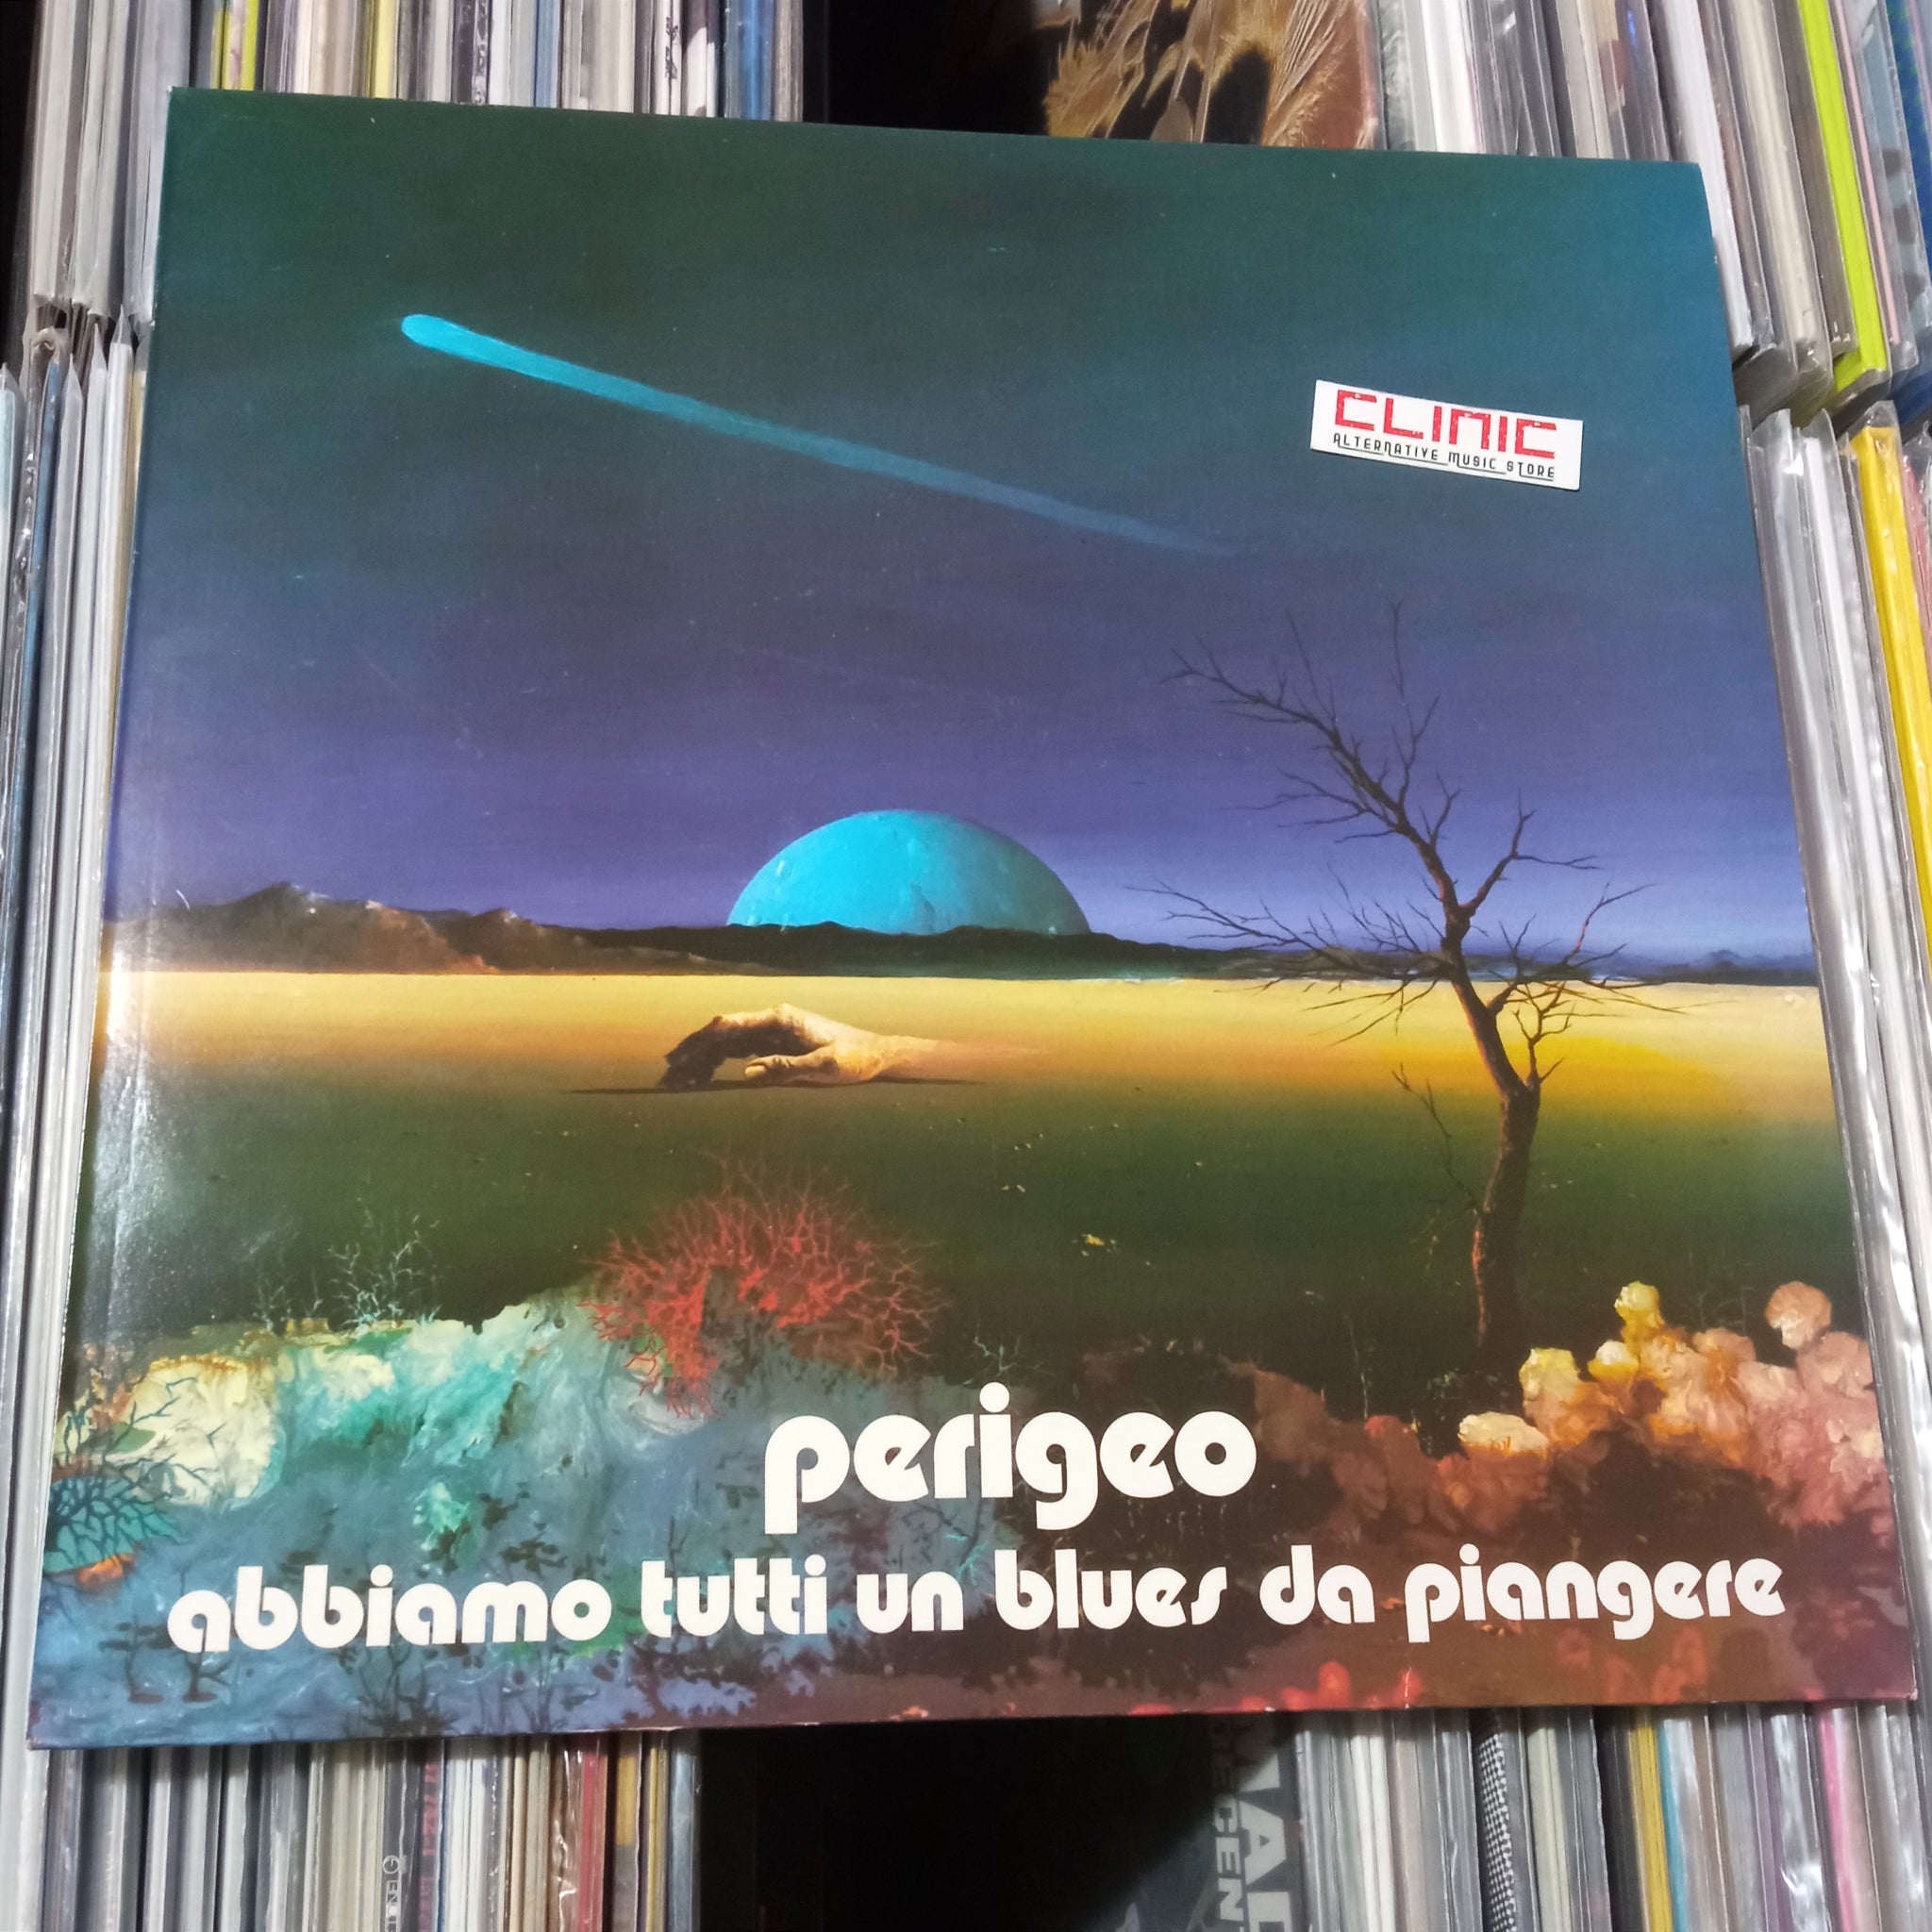 CLINIC
ALTERNATIVE MUSIC STORE
perigeo
abbiamo tutti un blues da piangere